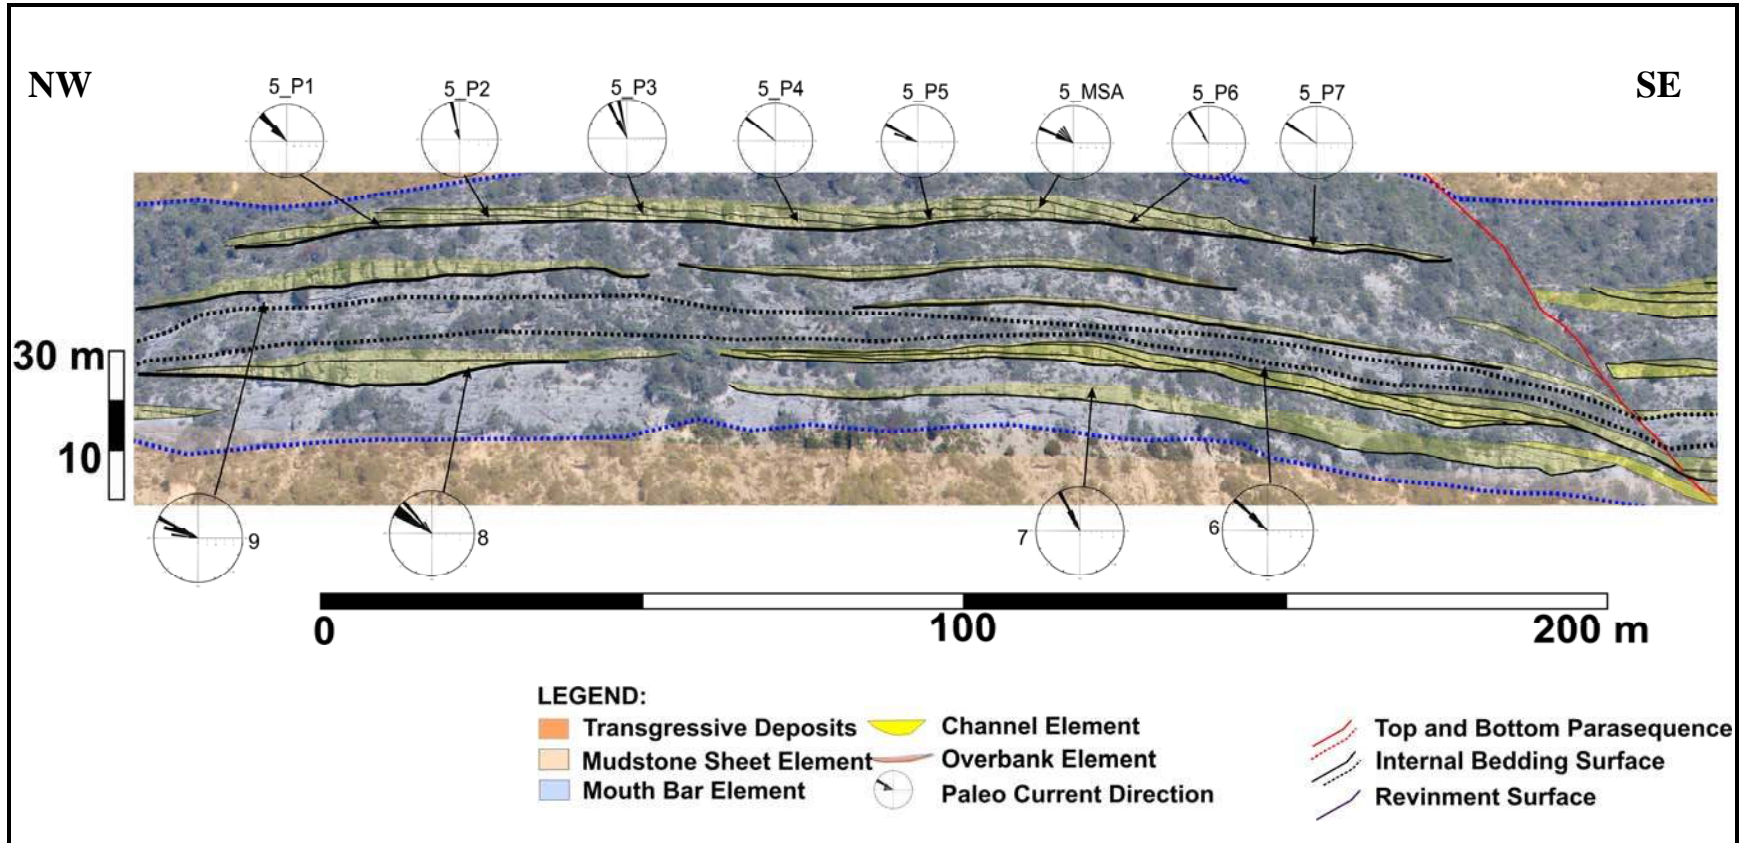 NW
SE
5_P1
5_P2
5_P3
5_P4
5_P5
5_MSA
5_P6
5_P7
30 m
10
9
8
7
6
0
100
200 m
LEGEND:
Transgressive Deposits
Mudstone Sheet Element
Mouth Bar Element
Channel Element
Overbank Element
Paleo Current Direction
Top and Bottom Parasequence
Internal Bedding Surface
Revinment Surface